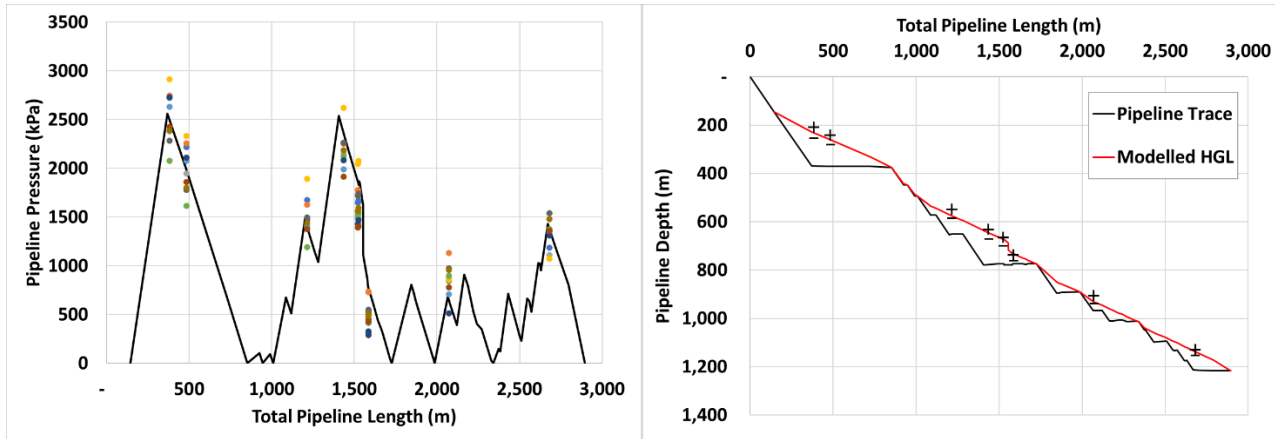 3500
3000
2500
2000
1500
1000
500
0
Pipeline Pressure (kPa)
- 500 1,000 1,500 2,000 2,500 3,000
Total Pipeline Length (m)
Total Pipeline Length (m)
0 500 1,000 1,500 2,000 2,500 3,000
-
200
400
600
800
1,000
1,200
1,400
Pipeline Depth (m)
Pipeline Trace
Modelled HGL